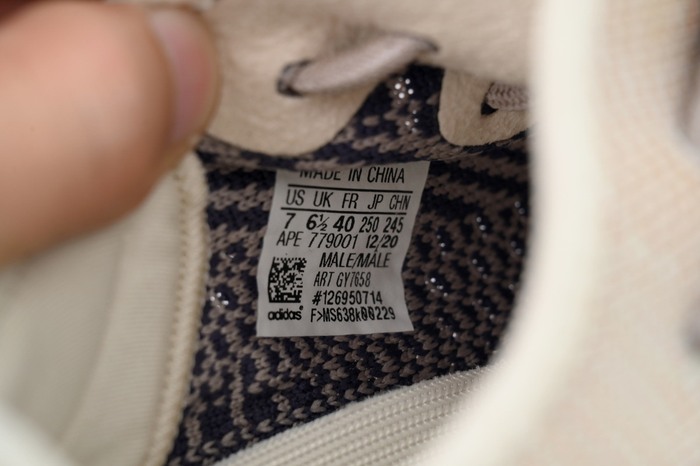 MADE IN CHINA
US UK FR JP CHN
7 6½ 40 250 245
APE 779001 12/20
MALE/MALE
ART GY7658
#126950714
adidas® F>MS638k00229